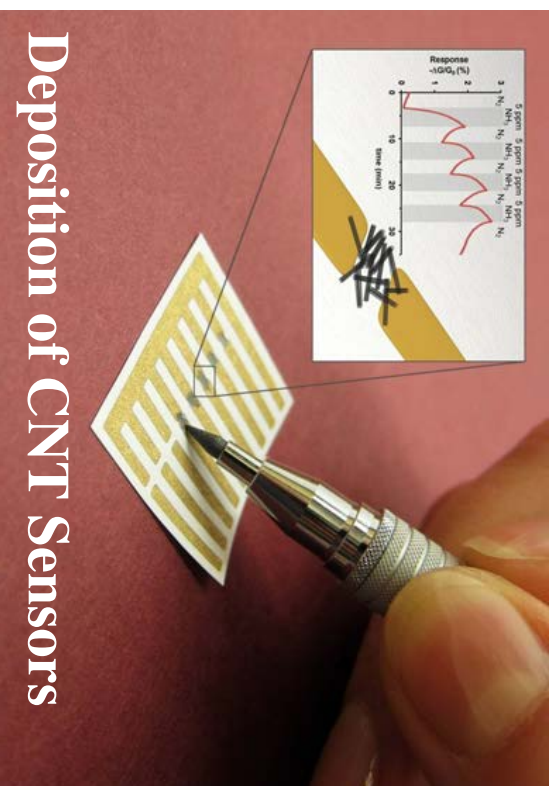 5 ppm 5 ppm 5 ppm 5 ppm
N₂ NH₃ N₂ NH₃ N₂ NH₃ N₂ NH₃ N₂
Response
-ΔG/G₀ (%)
3
2
1
0
0 10 20 30
time (min)
Deposition of CNT Sensors